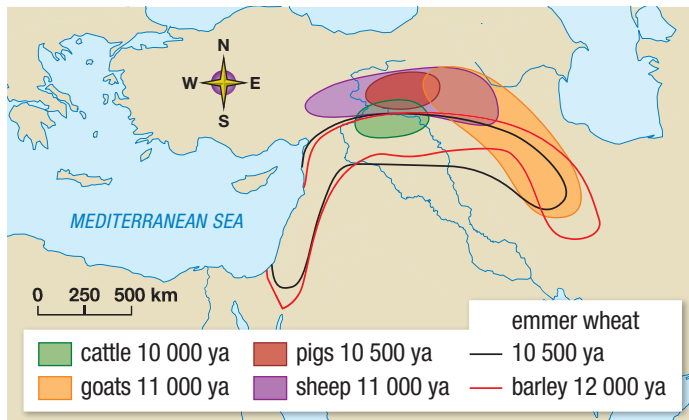 N
W E
S
MEDITERRANEAN SEA
0 250 500 km
cattle 10 000 ya
goats 11 000 ya
pigs 10 500 ya
sheep 11 000 ya
emmer wheat
10 500 ya
barley 12 000 ya